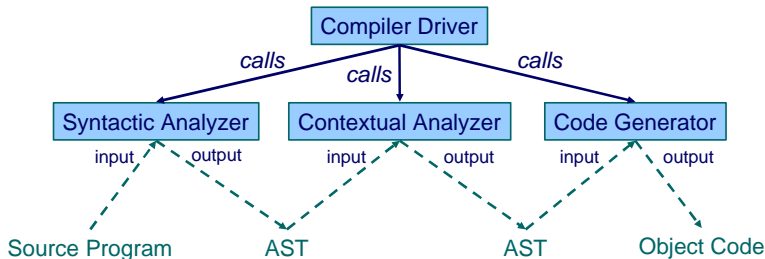 Compiler Driver
calls
calls
calls
Syntactic Analyzer
Contextual Analyzer
Code Generator
input
output
input
output
input
output
Source Program
AST
AST
Object Code